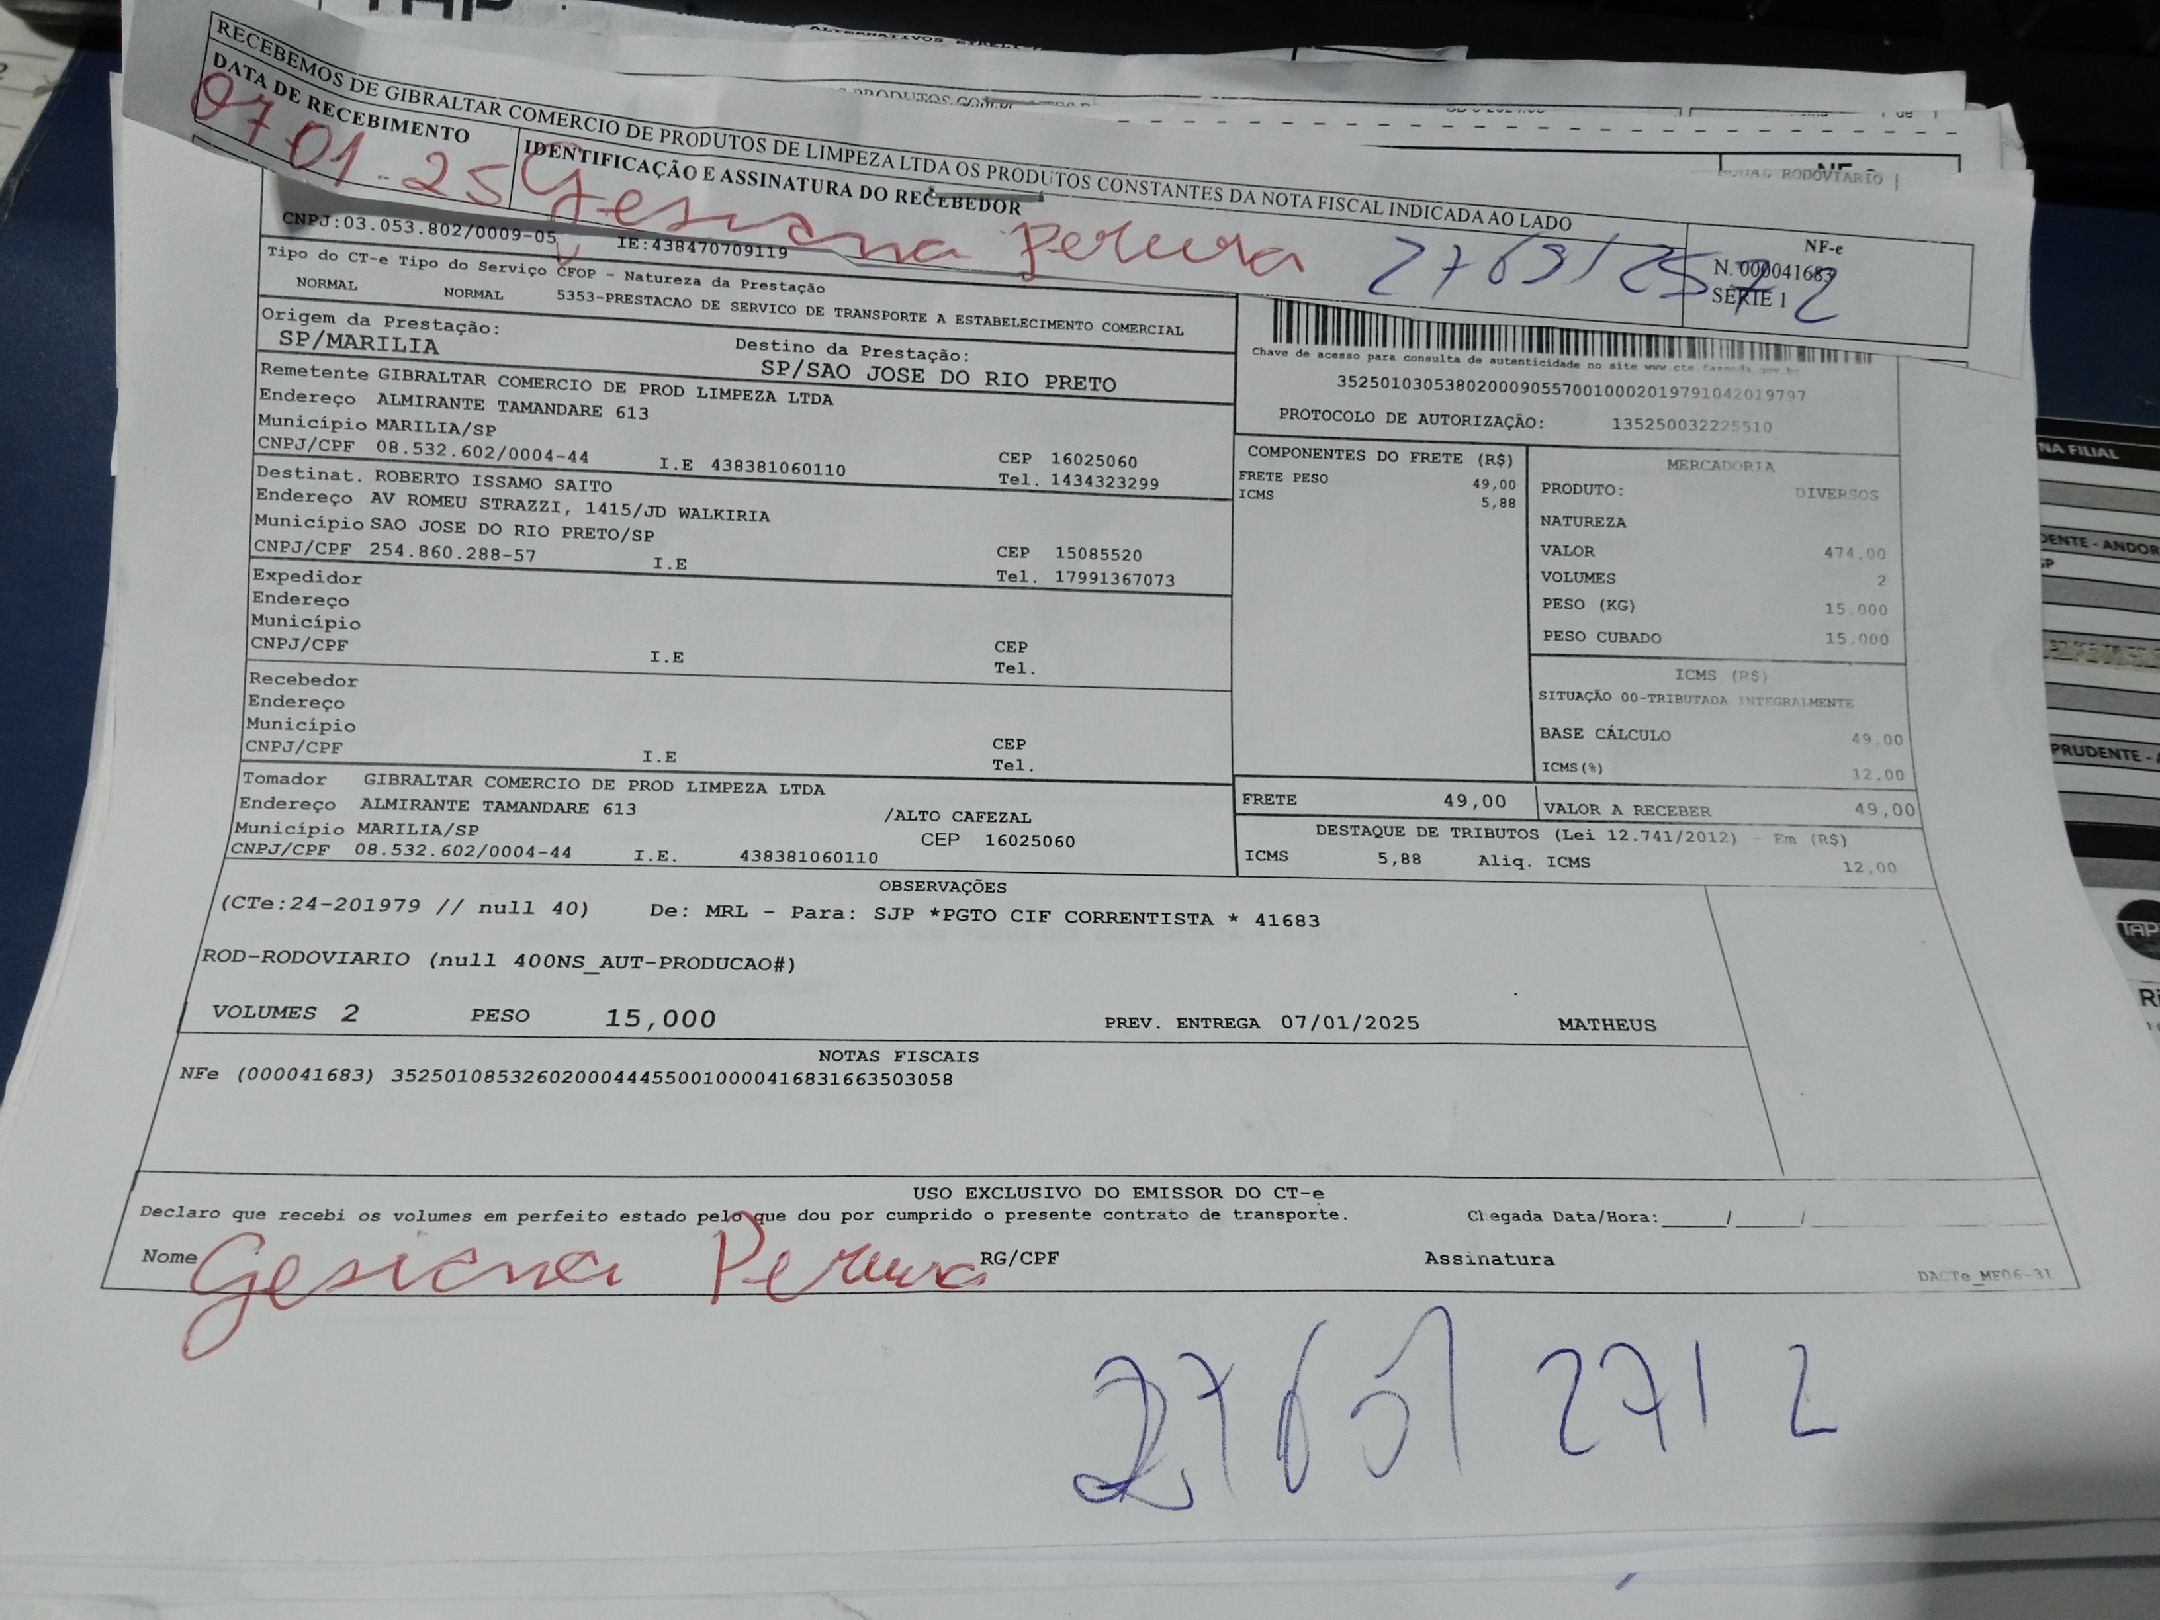 RECEBEMOS DE GIBRALTAR COMERCIO DE PRODUTOS DE LIMPEZA LTDA OS PRODUTOS CONSTANTES DA NOTA FISCAL INDICADA AO LADO
DATA DE RECEBIMENTO
07 01.25
IDENTIFICAÇÃO E ASSINATURA DO RECEBEDOR
Gesiana Pereira
NF-e
N. 000041683
SÉRIE 1
CNPJ:03.053.802/0009-05 IE:438470709119
Tipo do CT-e Tipo do Serviço CFOP - Natureza da Prestação
NORMAL NORMAL 5353-PRESTACAO DE SERVICO DE TRANSPORTE A ESTABELECIMENTO COMERCIAL
Origem da Prestação: Destino da Prestação:
SP/MARILIA SP/SAO JOSE DO RIO PRETO
Chave de acesso para consulta de autenticidade no site www.cte.fazenda.gov.br
35250103053802000905570010002019791042019797
PROTOCOLO DE AUTORIZAÇÃO: 135250032225510
Remetente GIBRALTAR COMERCIO DE PROD LIMPEZA LTDA
Endereço ALMIRANTE TAMANDARE 613
Município MARILIA/SP CEP 16025060
CNPJ/CPF 08.532.602/0004-44 I.E 438381060110 Tel. 1434323299
Destinat. ROBERTO ISSAMO SAITO
Endereço AV ROMEU STRAZZI, 1415/JD WALKIRIA
Município SAO JOSE DO RIO PRETO/SP CEP 15085520
CNPJ/CPF 254.860.288-57 I.E Tel. 17991367073
Expedidor
Endereço
Município CEP
CNPJ/CPF I.E Tel.
Recebedor
Endereço
Município CEP
CNPJ/CPF I.E Tel.
Tomador GIBRALTAR COMERCIO DE PROD LIMPEZA LTDA
Endereço ALMIRANTE TAMANDARE 613 /ALTO CAFEZAL
Município MARILIA/SP CEP 16025060
CNPJ/CPF 08.532.602/0004-44 I.E. 438381060110
COMPONENTES DO FRETE (R$)
FRETE PESO 49,00
ICMS 5,88
MERCADORIA
PRODUTO: DIVERSOS
NATUREZA
VALOR 474,00
VOLUMES 2
PESO (KG) 15.000
PESO CUBADO 15.000
ICMS (R$)
SITUAÇÃO 00-TRIBUTADA INTEGRALMENTE
BASE CÁLCULO 49,00
ICMS(%) 12,00
FRETE 49,00 VALOR A RECEBER 49,00
DESTAQUE DE TRIBUTOS (Lei 12.741/2012) - Em (R$)
ICMS 5,88 Aliq. ICMS 12,00
OBSERVAÇÕES
(CTe:24-201979 // null 40) De: MRL - Para: SJP *PGTO CIF CORRENTISTA * 41683
ROD-RODOVIARIO (null 400NS_AUT-PRODUCAO#)
VOLUMES 2 PESO 15,000 PREV. ENTREGA 07/01/2025 MATHEUS
NOTAS FISCAIS
NFe (000041683) 35250108532602000444550010000416831663503058
USO EXCLUSIVO DO EMISSOR DO CT-e
Declaro que recebi os volumes em perfeito estado pelo que dou por cumprido o presente contrato de transporte. Chegada Data/Hora:____/____/
Nome Gesiana Pereira RG/CPF Assinatura
DACTe_MF06-31